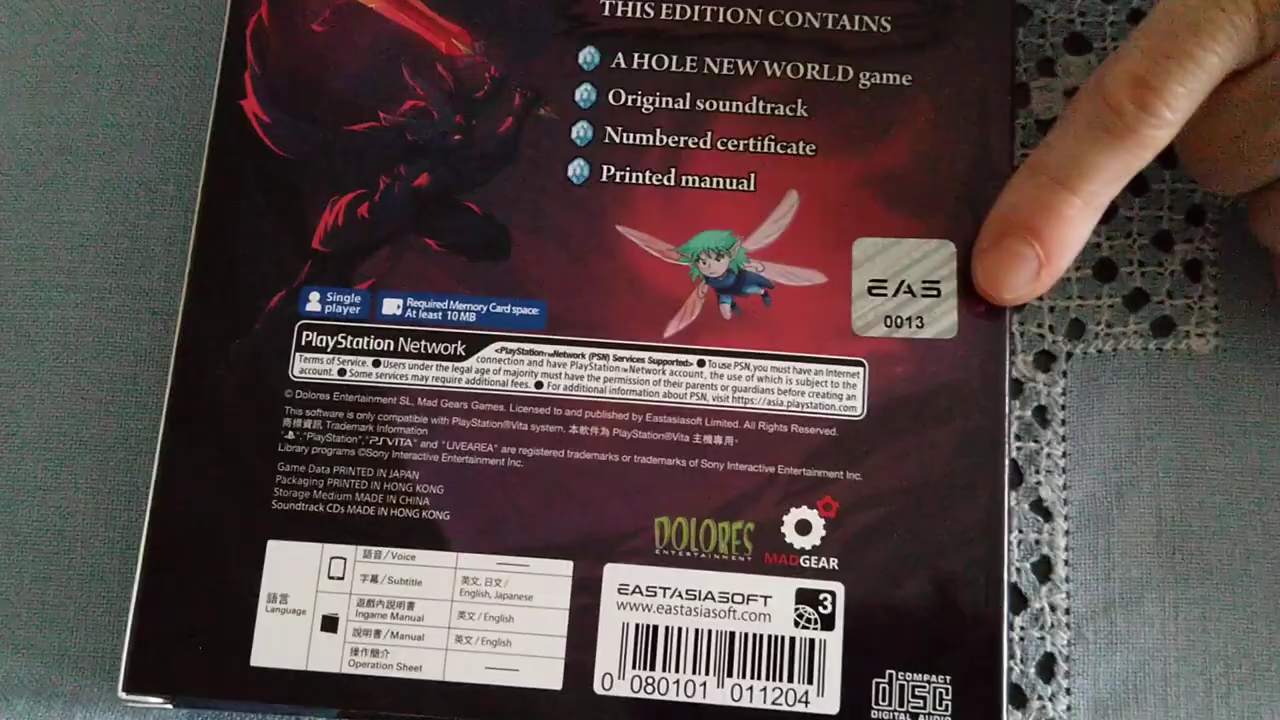 THIS EDITION CONTAINS
A HOLE NEW WORLD game
Original soundtrack
Numbered certificate
Printed manual
EAS
0013
Single
player
Required Memory Card space:
At least 10 MB
PlayStation Network
<PlayStation™Network (PSN) Services Supported> ● To use PSN, you must have an Internet
connection and have PlayStation™Network account, the use of which is subject to the
Terms of Service. ● Users under the legal age of majority must have the permission of their parents or guardians before creating an
account. ● Some services may require additional fees. ● For additional information about PSN, visit https://asia.playstation.com
© Dolores Entertainment SL, Mad Gears Games. Licensed to and published by Eastasiasoft Limited. All Rights Reserved.
This software is only compatible with PlayStation®Vita system. 本軟件為 PlayStation®Vita 主機專用。
商標資訊 Trademark Information
"", "PlayStation", "PSVITA" and "LIVEAREA" are registered trademarks or trademarks of Sony Interactive Entertainment Inc.
Library programs ©Sony Interactive Entertainment Inc.
Game Data PRINTED IN JAPAN
Packaging PRINTED IN HONG KONG
Storage Medium MADE IN CHINA
Soundtrack CDs MADE IN HONG KONG
DOLORES
ENTERTAINMENT
MADGEAR
語言
Language
語音/Voice
字幕/Subtitle
英文, 日文/
English, Japanese
遊戲內說明書
Ingame Manual
英文/English
說明書/Manual
英文/English
操作簡介
Operation Sheet
EASTASIASOFT
www.eastasiasoft.com
3
0 080101 011204
COMPACT
disc
DIGITAL AUDIO